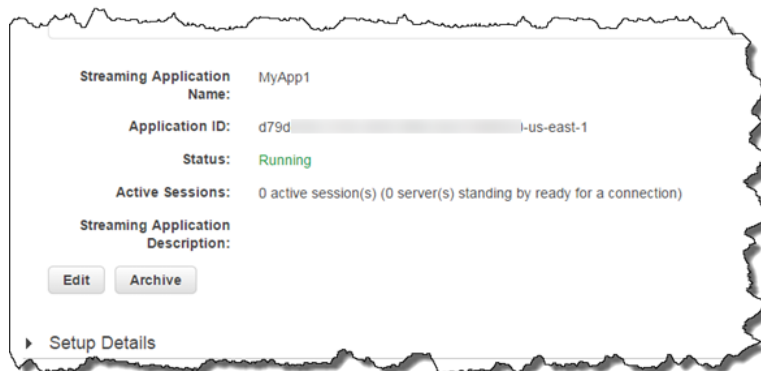 Streaming Application Name: MyApp1
Application ID: d79d -us-east-1
Status: Running
Active Sessions: 0 active session(s) (0 server(s) standing by ready for a connection)
Streaming Application Description:
Edit Archive
Setup Details